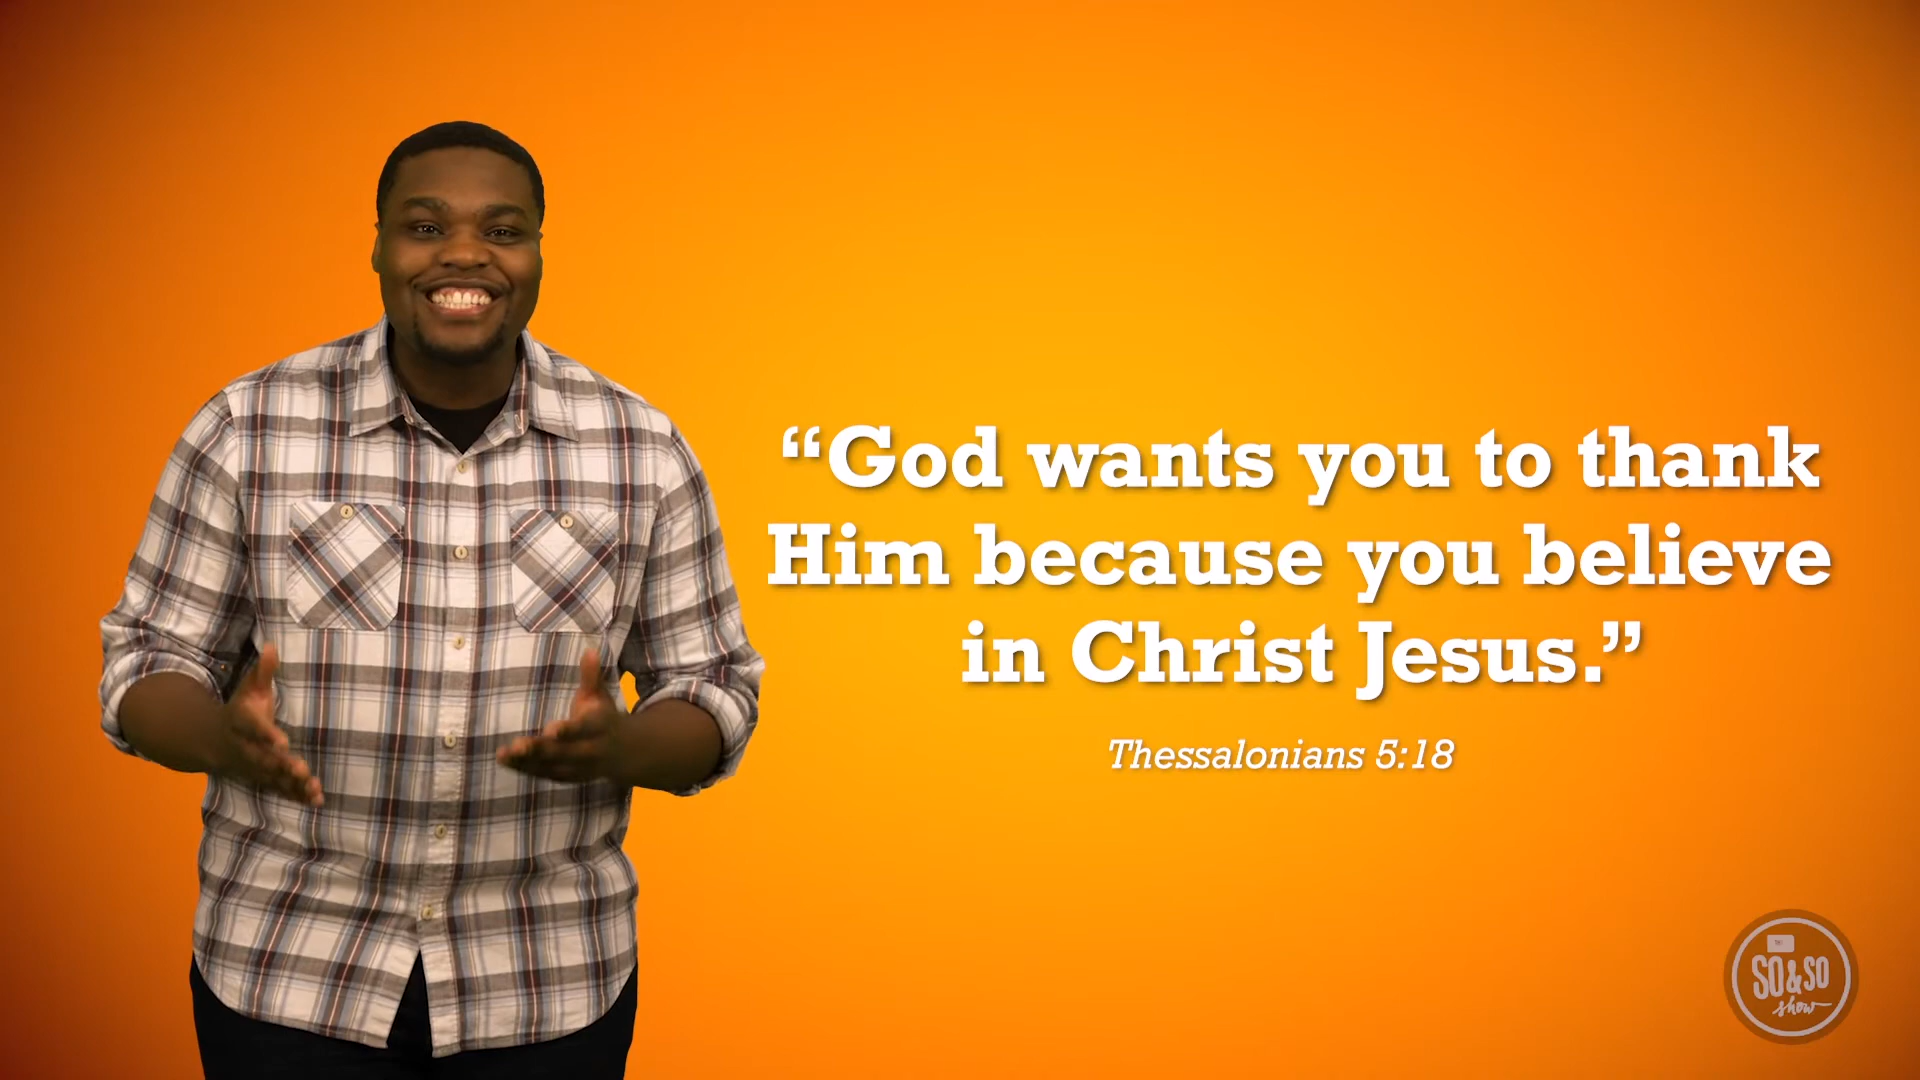 “God wants you to thank
Him because you believe
in Christ Jesus.”
Thessalonians 5:18
SO & SO
show